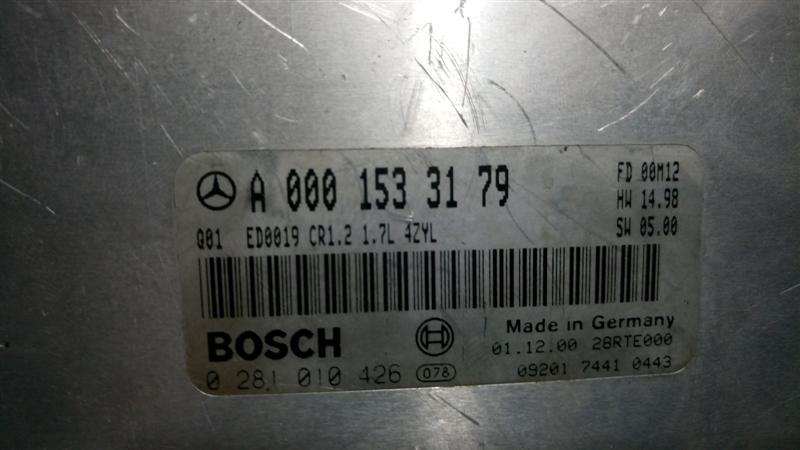 A 000 153 31 79
FD 00M12
HW 14.98
SW 05.00
Q01 ED0019 CR1.2 1.7L 4ZYL
BOSCH
Made in Germany
01.12.00 28RTE000
0 281 010 426 078
09201 7441 0443